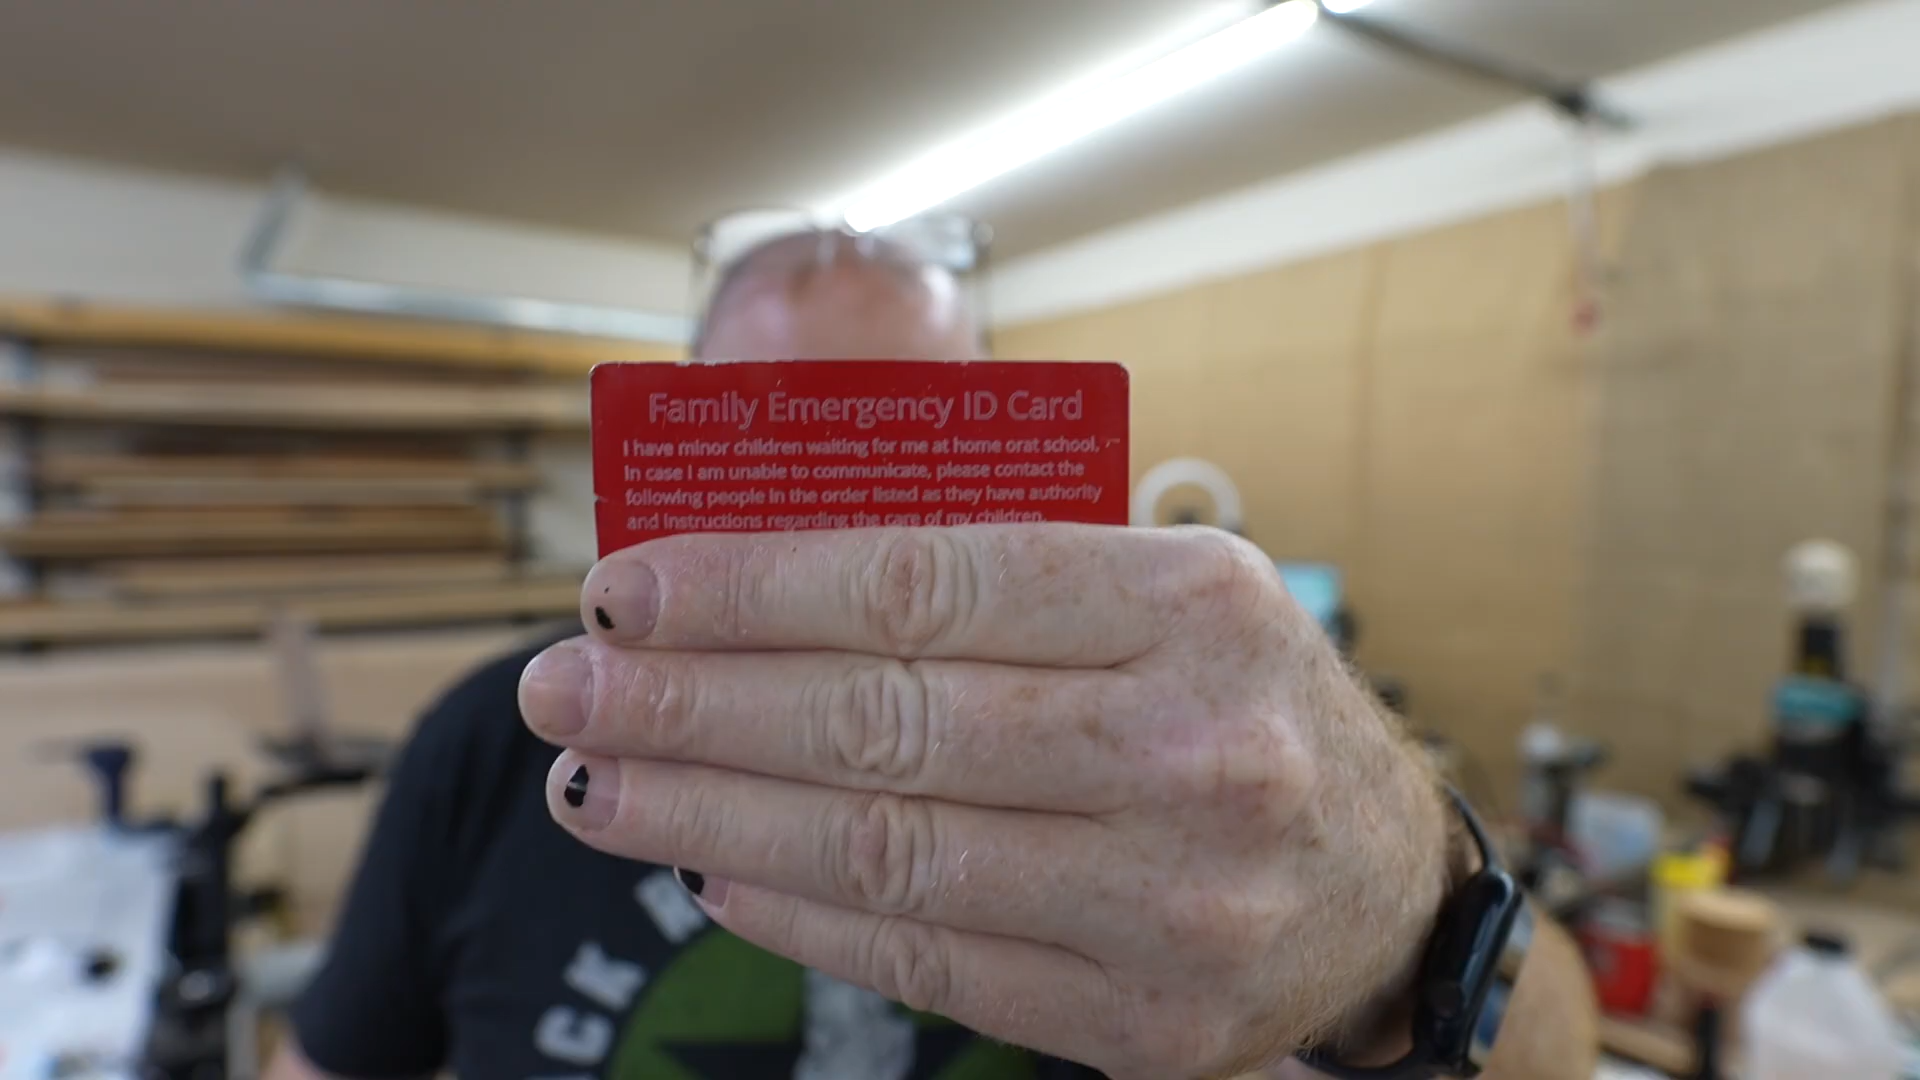 Family Emergency ID Card
I have minor children waiting for me at home orat school.
In case I am unable to communicate, please contact the
following people in the order listed as they have authority
and instructions regarding the care of my children.
CK